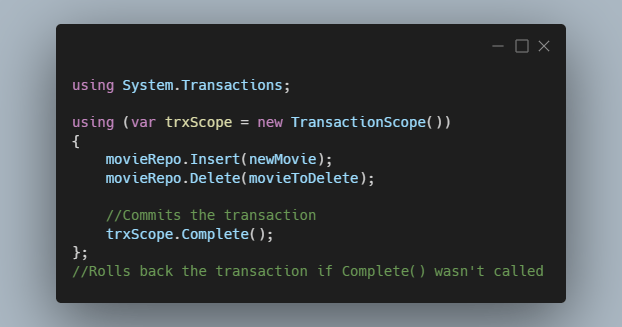 using System.Transactions;
using (var trxScope = new TransactionScope())
{
movieRepo.Insert(newMovie);
movieRepo.Delete(movieToDelete);
//Commits the transaction
trxScope.Complete();
};
//Rolls back the transaction if Complete() wasn't called